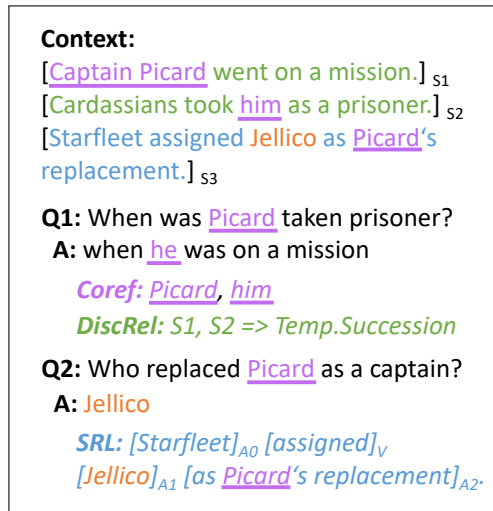 Context:
[Captain Picard went on a mission.] S1
[Cardassians took him as a prisoner.] S2
[Starfleet assigned Jellico as Picard‘s
replacement.] S3
Q1: When was Picard taken prisoner?
A: when he was on a mission
Coref: Picard, him
DiscRel: S1, S2 => Temp.Succession
Q2: Who replaced Picard as a captain?
A: Jellico
SRL: [Starfleet]A0 [assigned]V
[Jellico]A1 [as Picard‘s replacement]A2.